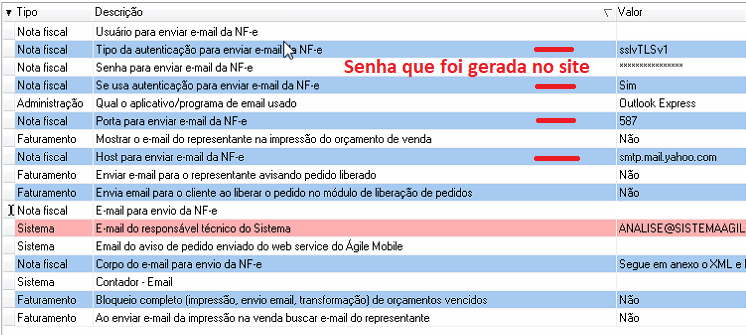 Tipo Descrição Valor
Nota fiscal Usuário para enviar e-mail da NF-e
Nota fiscal Tipo da autenticação para enviar e-mail da NF-e sslvTLSv1
Nota fiscal Senha para enviar e-mail da NF-e ****************
Senha que foi gerada no site
Nota fiscal Se usa autenticação para enviar e-mail da NF-e Sim
Administração Qual o aplicativo/programa de email usado Outlook Express
Nota fiscal Porta para enviar e-mail da NF-e 587
Faturamento Mostrar o e-mail do representante na impressão do orçamento de venda Não
Nota fiscal Host para enviar e-mail da NF-e smtp.mail.yahoo.com
Faturamento Enviar e-mail para o representante avisando pedido liberado Não
Faturamento Envia email para o cliente ao liberar o pedido no módulo de liberação de pedidos Não
Nota fiscal E-mail para envio da NF-e
Sistema E-mail do responsável técnico do Sistema ANALISE@SISTEMAAGIL
Sistema Email do aviso de pedido enviado do web service do Ágile Mobile
Nota fiscal Corpo do e-mail para envio da NF-e Segue em anexo o XML e
Sistema Contador - Email
Faturamento Bloqueio completo (impressão, envio email, transformação) de orçamentos vencidos Não
Faturamento Ao enviar e-mail da impressão na venda buscar e-mail do representante Não